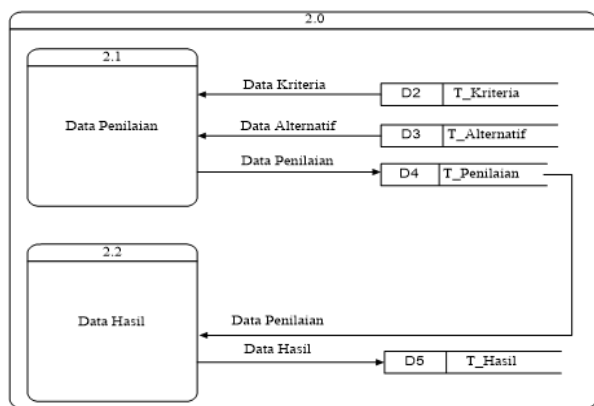 2.0
2.1
Data Penilaian
Data Kriteria
D2 T_Kriteria
Data Alternatif
D3 T_Alternatif
Data Penilaian
D4 T_Penilaian
2.2
Data Hasil
Data Penilaian
Data Hasil
D5 T_Hasil